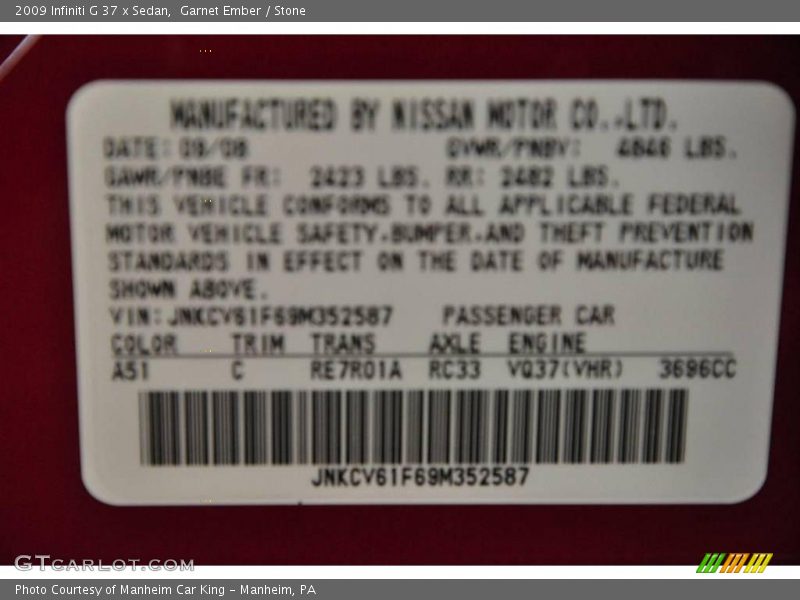 2009 Infiniti G 37 x Sedan,  Garnet Ember / Stone
MANUFACTURED BY NISSAN MOTOR CO.,LTD.
DATE: 09/08 GVWR/PNBV: 4846 LBS.
GAWR/PNBE FR: 2423 LBS. RR: 2482 LBS.
THIS VEHICLE CONFORMS TO ALL APPLICABLE FEDERAL
MOTOR VEHICLE SAFETY,BUMPER,AND THEFT PREVENTION
STANDARDS IN EFFECT ON THE DATE OF MANUFACTURE
SHOWN ABOVE.
VIN:JNKCV61F69M352587 PASSENGER CAR
COLOR TRIM TRANS AXLE ENGINE
A51 C RE7R01A RC33 VQ37(VHR) 3696CC
JNKCV61F69M352587
GTCARLOT.COM
Photo Courtesy of Manheim Car King - Manheim, PA